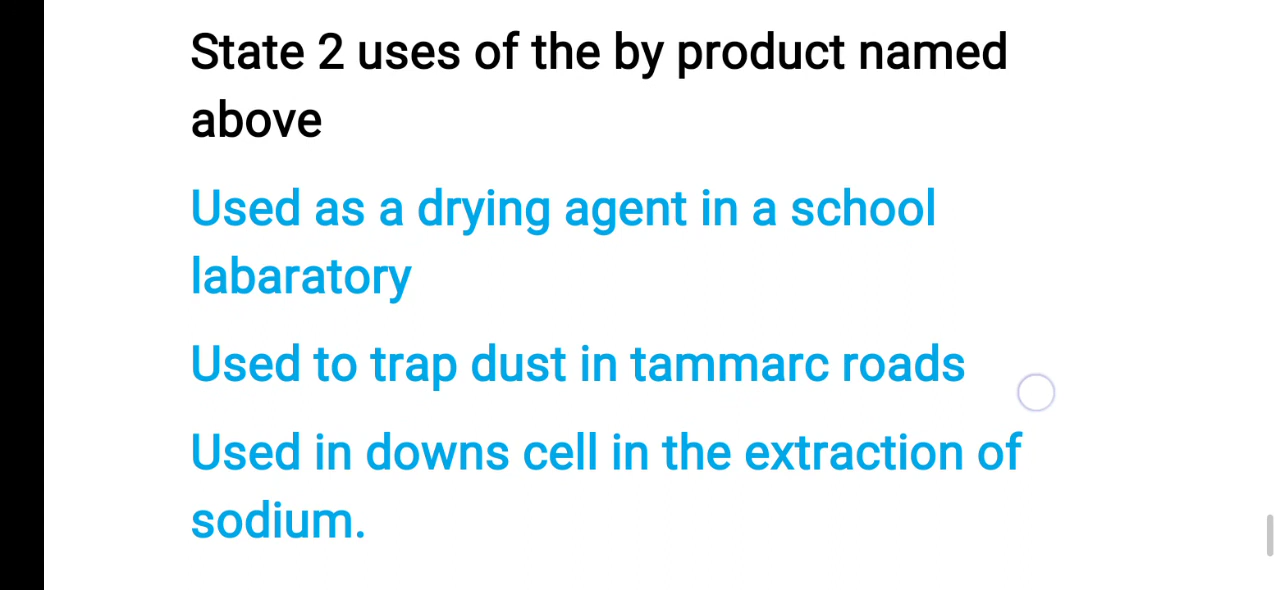 State 2 uses of the by product named
above
Used as a drying agent in a school
labaratory
Used to trap dust in tammarc roads
Used in downs cell in the extraction of
sodium.